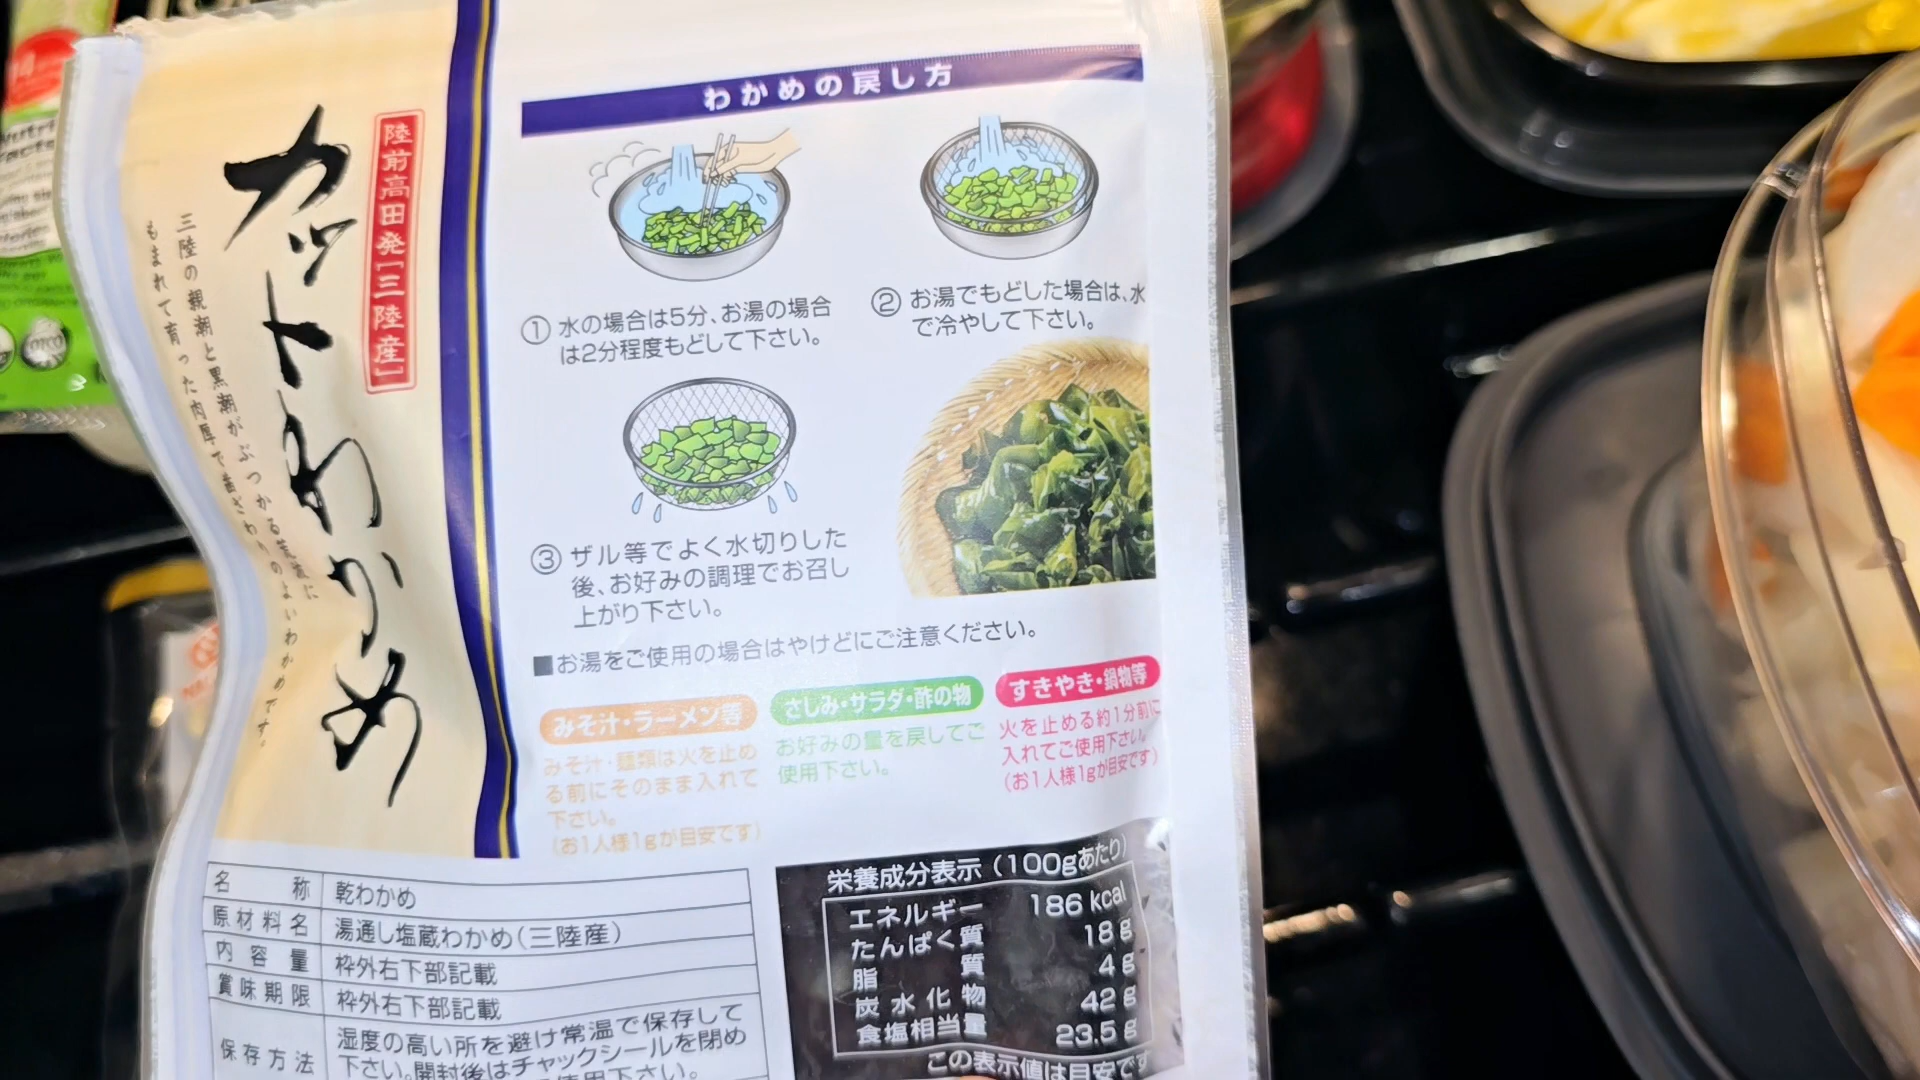 陸前高田発[三陸産]
カットわかめ
三陸の親潮と黒潮がぶつかる荒波に
もまれて育った肉厚で歯ざわりのよいわかめです。
わかめの戻し方
① 水の場合は5分、お湯の場合
は2分程度もどして下さい。
② お湯でもどした場合は、水
で冷やして下さい。
③ ザル等でよく水切りした
後、お好みの調理でお召し
上がり下さい。
■お湯をご使用の場合はやけどにご注意ください。
みそ汁・ラーメン等
みそ汁・麺類は火を止め
る前にそのまま入れて
下さい。
(お1人様1gが目安です)
さしみ・サラダ・酢の物
お好みの量を戻してご
使用下さい。
すきやき・鍋物等
火を止める約1分前に
入れてご使用下さい。
(お1人様1gが目安です)
名称 乾わかめ
原材料名 湯通し塩蔵わかめ(三陸産)
内容量 枠外右下部記載
賞味期限 枠外右下部記載
保存方法 湿度の高い所を避け常温で保存して
下さい。開封後はチャックシールを閉め
使用下さい。
栄養成分表示(100gあたり)
エネルギー 186 kcal
たんぱく質 18 g
脂質 4 g
炭水化物 42 g
食塩相当量 23.5 g
この表示値は目安です